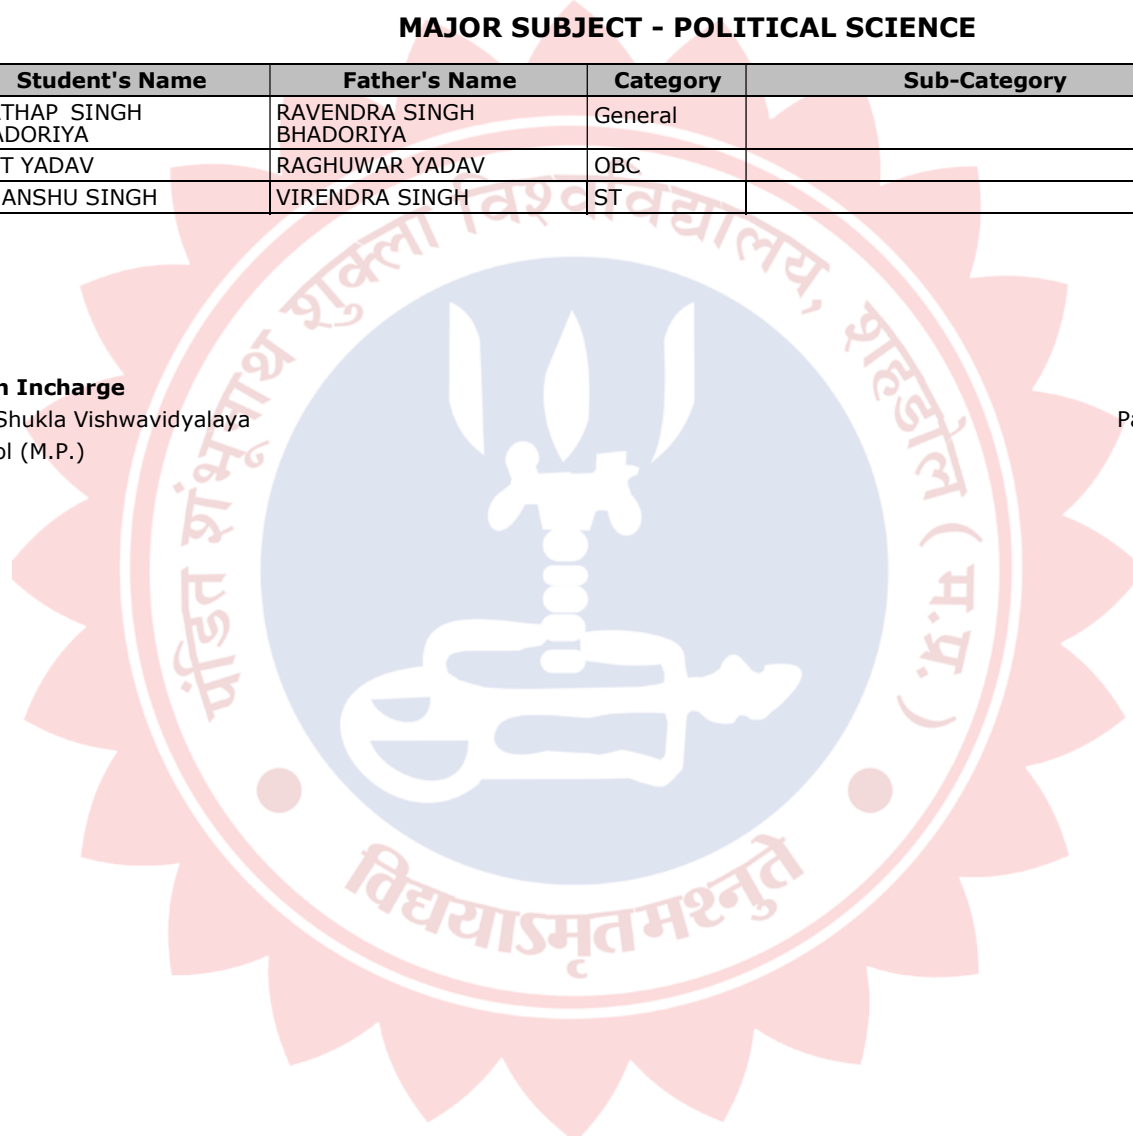 MAJOR SUBJECT - POLITICAL SCIENCE
Student's Name Father's Name Category Sub-Category
THAP SINGH RAVENDRA SINGH General
ADORIYA BHADORIYA
T YADAV RAGHUWAR YADAV OBC
ANSHU SINGH VIRENDRA SINGH ST
n Incharge
Shukla Vishwavidyalaya Pa
ol (M.P.)
पंडित शंभूनाथ शुक्ला विश्वविद्यालय, शहडोल (म.प्र.)
विद्ययाऽमृतमश्नुते